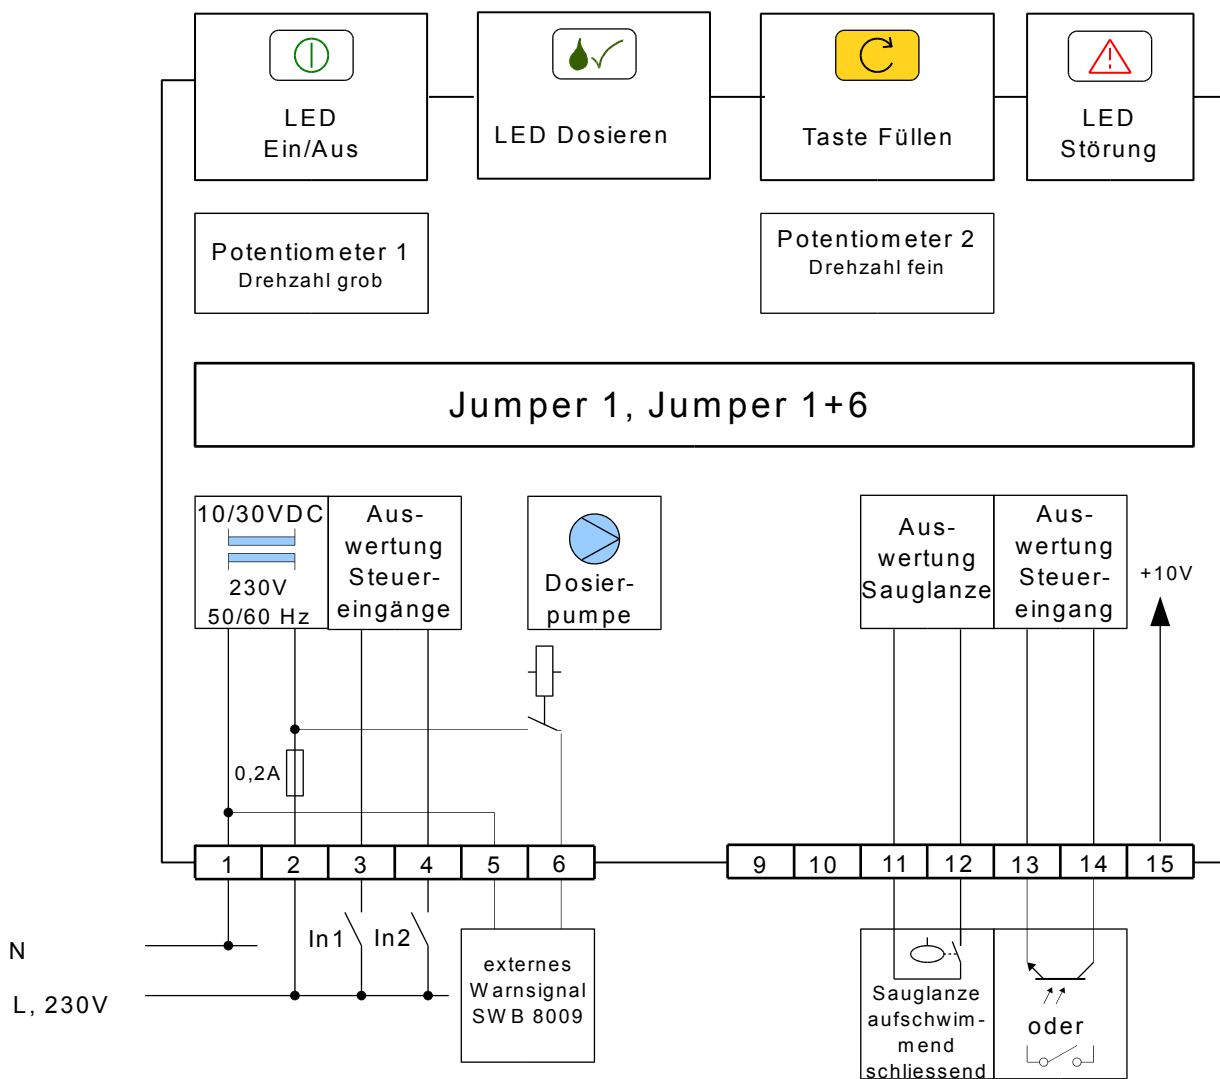 LED
Ein/Aus
LED Dosieren
Taste Füllen
LED
Störung
Potentiometer 1
Drehzahl grob
Potentiometer 2
Drehzahl fein
Jumper 1, Jumper 1+6
10/30VDC
230V
50/60 Hz
Aus-
wertung
Steuer-
eingänge
Dosier-
pumpe
Aus-
wertung
Sauglanze
Aus-
wertung
Steuer-
eingang
+10V
0,2A
1 2 3 4 5 6
9 10 11 12 13 14 15
In1 In2
N
L, 230V
externes
Warnsignal
SWB 8009
Sauglanze
aufschwim-
mend
schliessend
oder